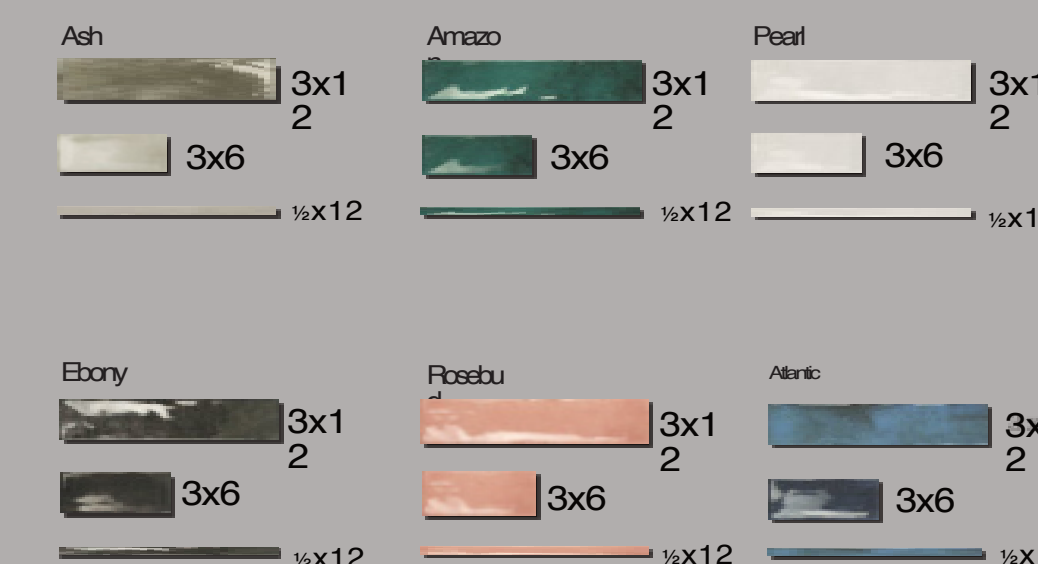 Ash
Amazo
n
Pearl
3x1
2
3x1
2
3x1
2
3x6
3x6
3x6
½x12
½x12
½x1
Ebony
Rosebu
d
Atlantic
3x1
2
3x1
2
3x
2
3x6
3x6
3x6
½x12
½x12
½x